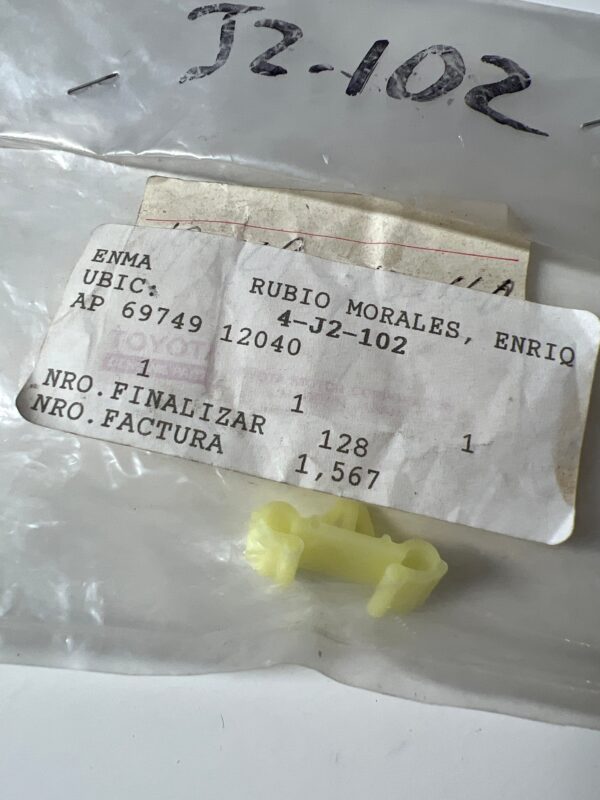 J2-102
ENMA
RUBIO MORALES, ENRIQ
UBIC:
4-J2-102
AP 69749 12040
1
1
1
NRO.FINALIZAR
128
NRO.FACTURA
1,567
TOYOT